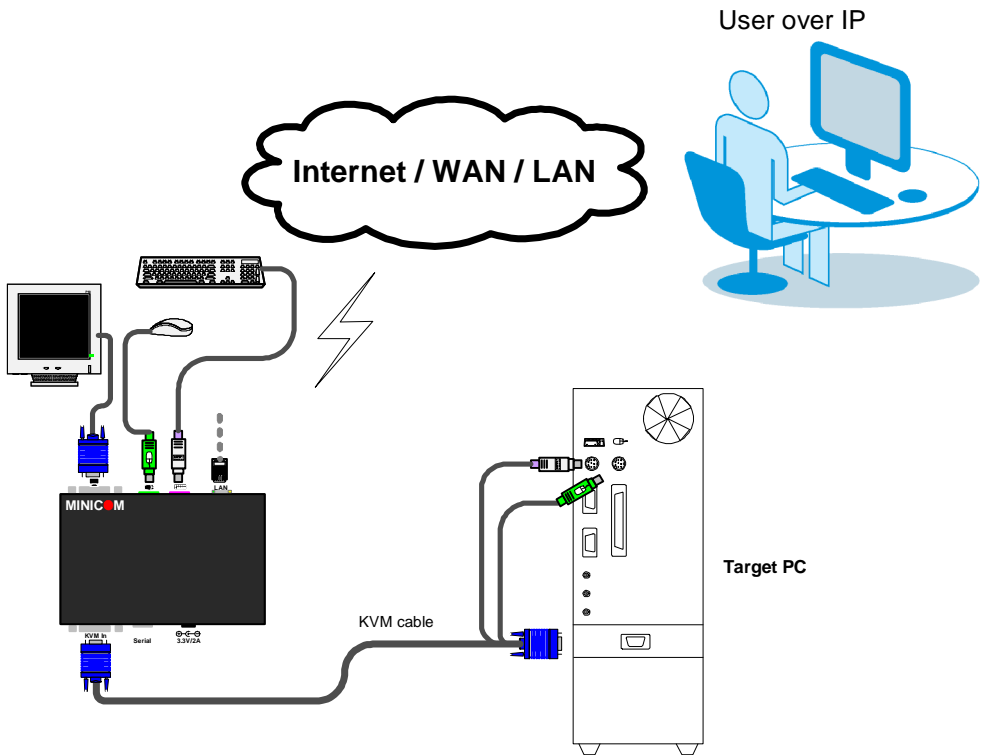 User over IP
Internet / WAN / LAN
LAN
MINICOM
Target PC
KVM cable
KVM In
Serial
3.3V/2A